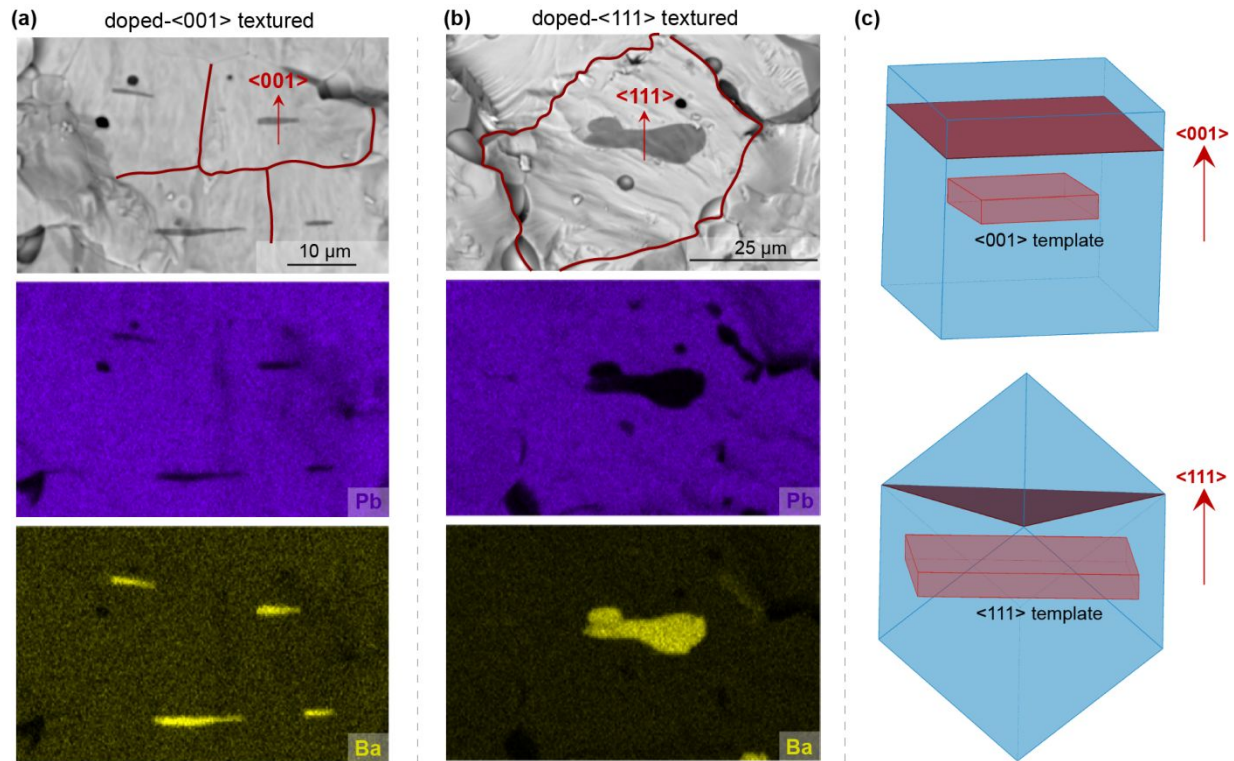 (a)
doped-<001> textured
<001>
10 μm
Pb
Ba
(b)
doped-<111> textured
<111>
25 μm
Pb
Ba
(c)
<001>
<001> template
<111>
<111> template